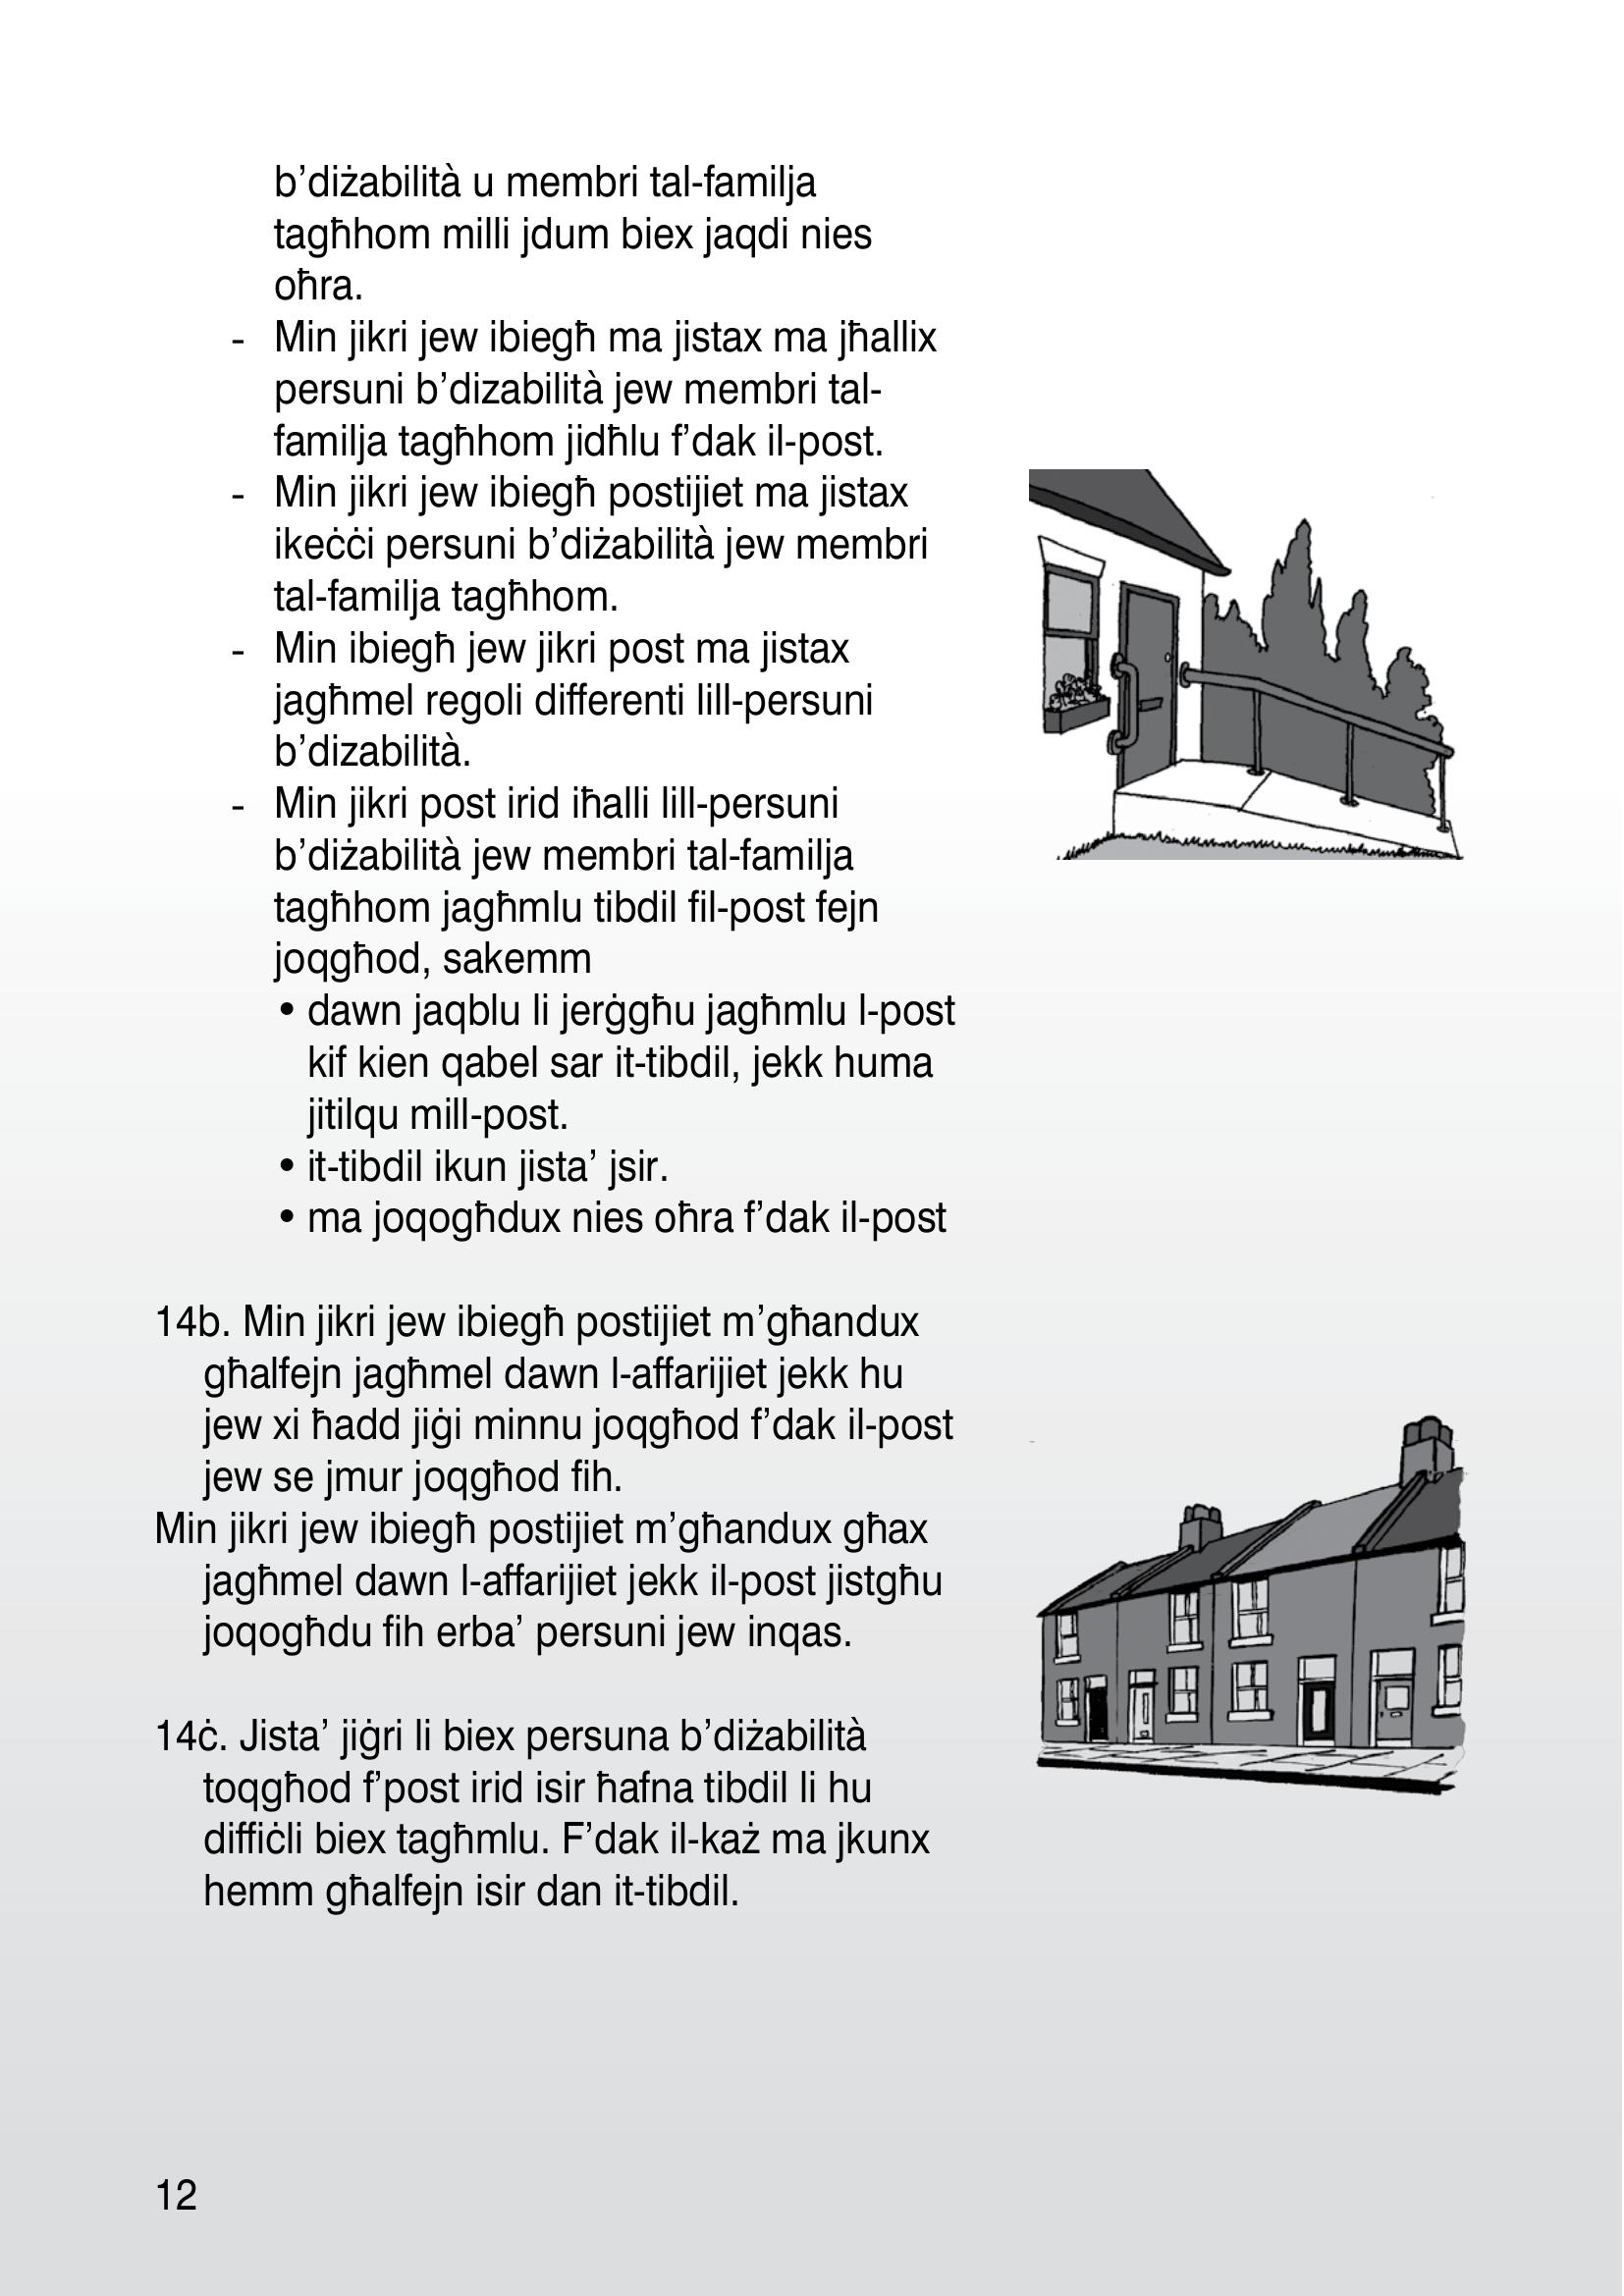 b’diżabilità u membri tal-familja
tagħhom milli jdum biex jaqdi nies
oħra.
- Min jikri jew ibiegħ ma jistax ma jħallix
persuni b’dizabilità jew membri tal-
familja tagħhom jidħlu f’dak il-post.
- Min jikri jew ibiegħ postijiet ma jistax
ikeċċi persuni b’diżabilità jew membri
tal-familja tagħhom.
- Min ibiegħ jew jikri post ma jistax
jagħmel regoli differenti lill-persuni
b’dizabilità.
- Min jikri post irid iħalli lill-persuni
b’diżabilità jew membri tal-familja
tagħhom jagħmlu tibdil fil-post fejn
joqgħod, sakemm
• dawn jaqblu li jerġgħu jagħmlu l-post
kif kien qabel sar it-tibdil, jekk huma
jitilqu mill-post.
• it-tibdil ikun jista’ jsir.
• ma joqogħdux nies oħra f’dak il-post
14b. Min jikri jew ibiegħ postijiet m’għandux
għalfejn jagħmel dawn l-affarijiet jekk hu
jew xi ħadd jiġi minnu joqgħod f’dak il-post
jew se jmur joqgħod fih.
Min jikri jew ibiegħ postijiet m’għandux għax
jagħmel dawn l-affarijiet jekk il-post jistgħu
joqogħdu fih erba’ persuni jew inqas.
14ċ. Jista’ jiġri li biex persuna b’diżabilità
toqgħod f’post irid isir ħafna tibdil li hu
diffiċli biex tagħmlu. F’dak il-każ ma jkunx
hemm għalfejn isir dan it-tibdil.
12